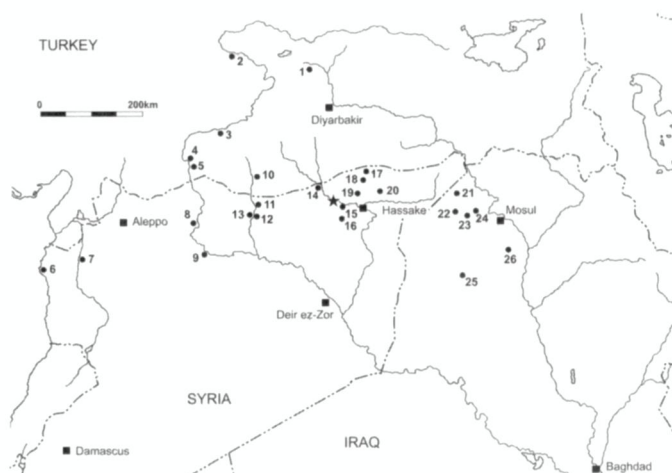 TURKEY
2
1
0 200km
Diyarbakir
3
4
5
10
17
18
14
19
20
21
11
Hassake
22
24
13
12
15
23
Mosul
8
Aleppo
16
7
9
26
6
25
Deir ez-Zor
SYRIA
IRAQ
Damascus
Baghdad